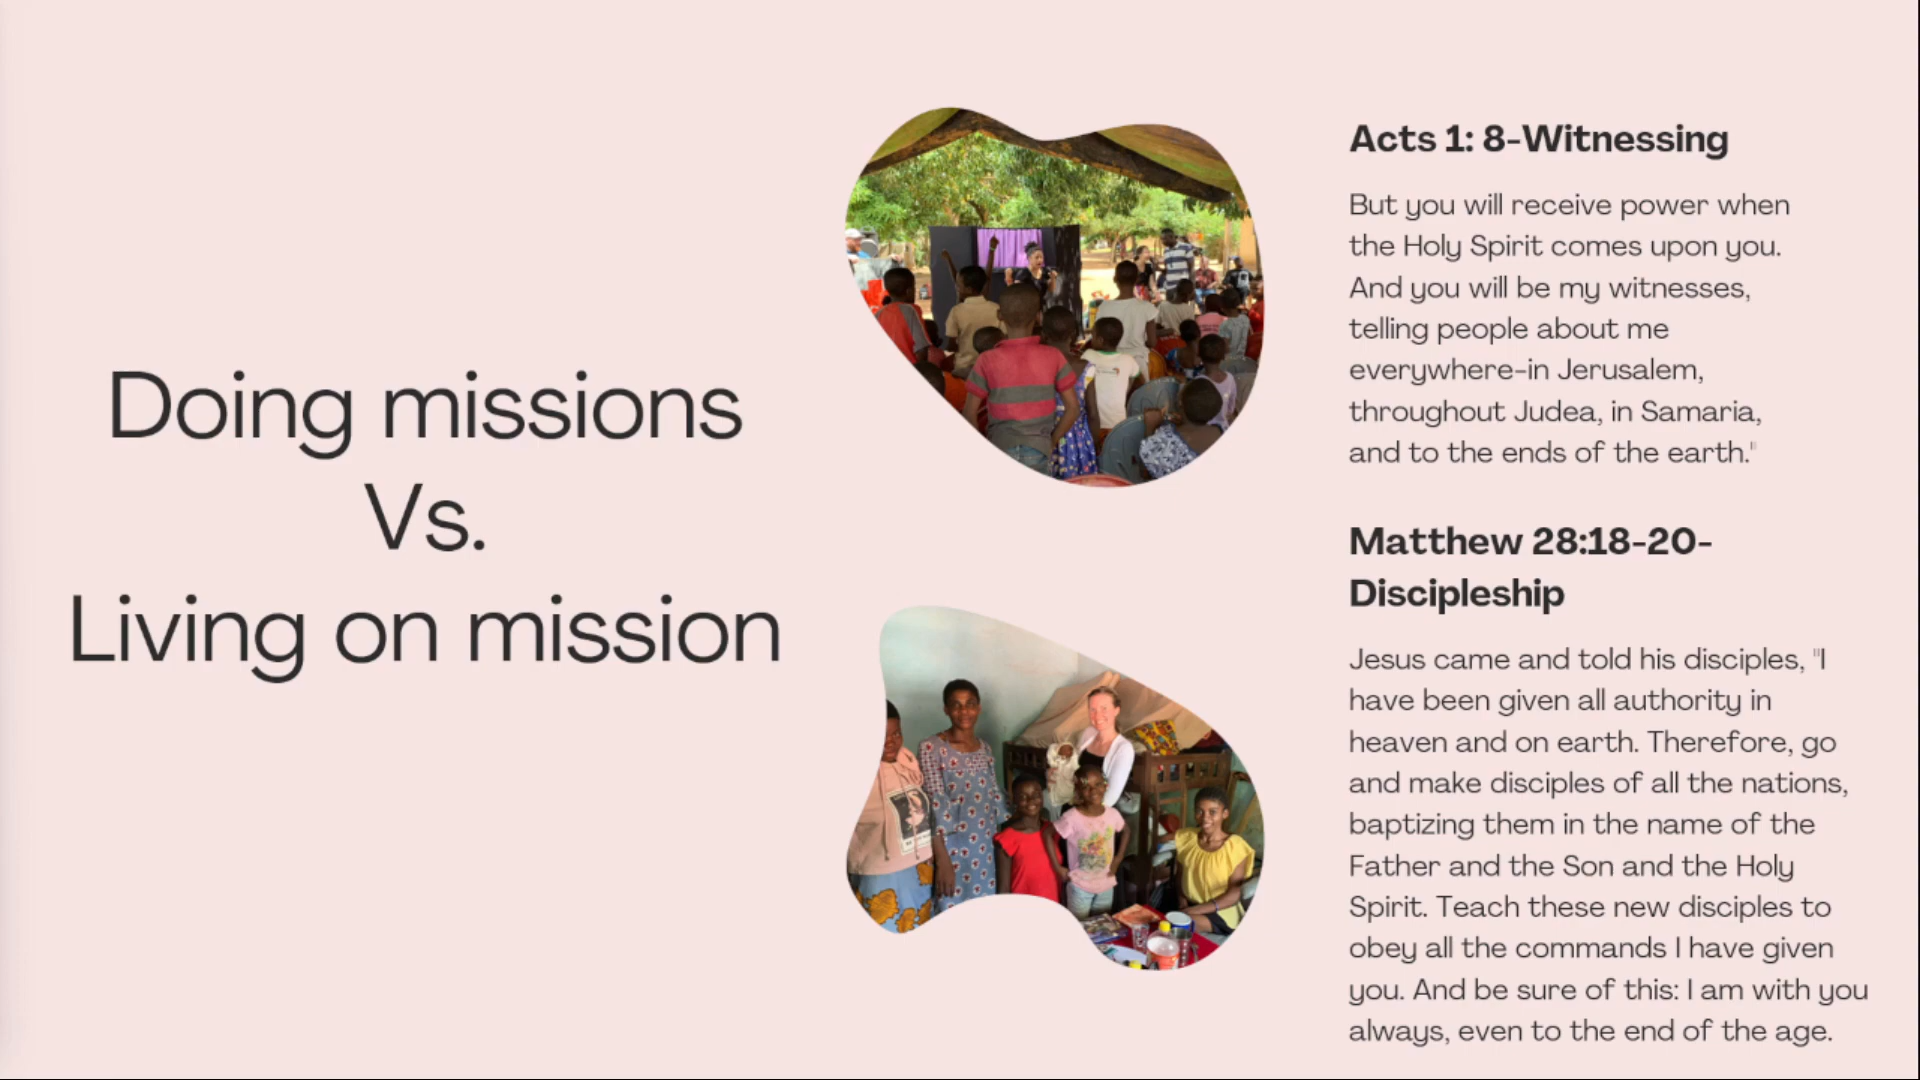 Doing missions
Vs.
Living on mission
Acts 1: 8-Witnessing
But you will receive power when
the Holy Spirit comes upon you.
And you will be my witnesses,
telling people about me
everywhere-in Jerusalem,
throughout Judea, in Samaria,
and to the ends of the earth."
Matthew 28:18-20-
Discipleship
Jesus came and told his disciples, "I
have been given all authority in
heaven and on earth. Therefore, go
and make disciples of all the nations,
baptizing them in the name of the
Father and the Son and the Holy
Spirit. Teach these new disciples to
obey all the commands I have given
you. And be sure of this: I am with you
always, even to the end of the age.